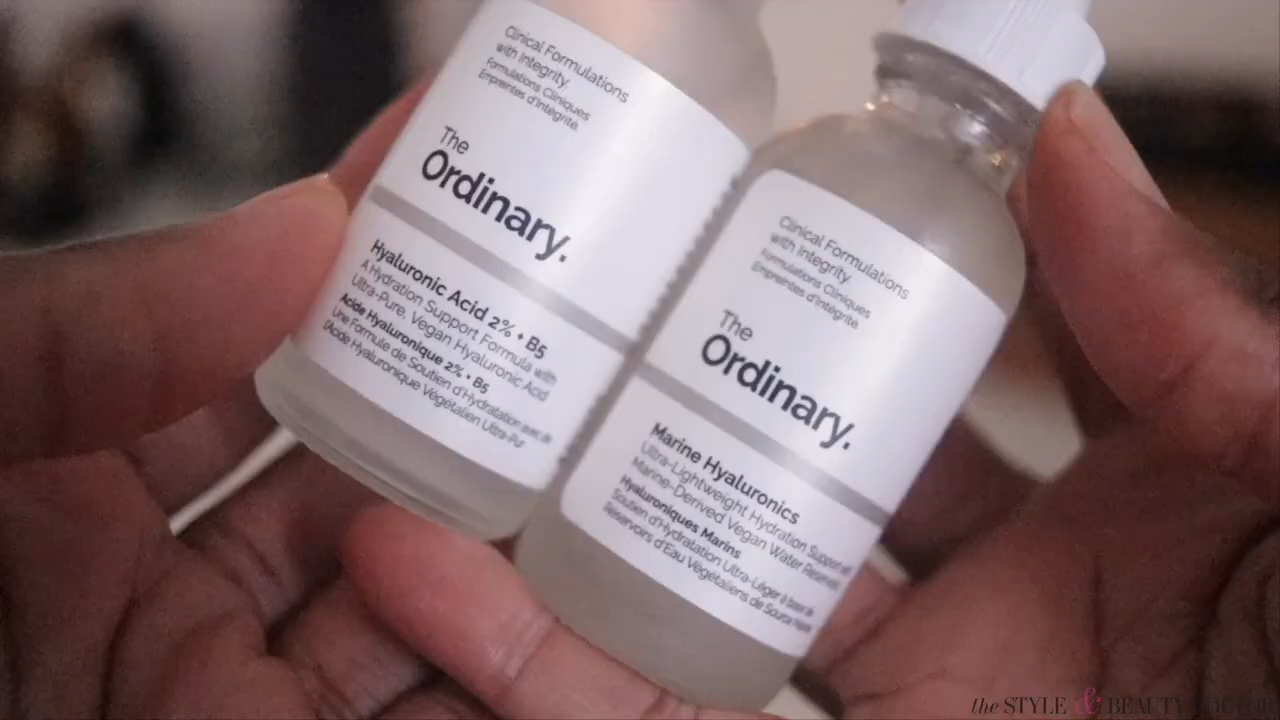 Clinical Formulations
with Integrity.
Formulations Cliniques
Empreintes d'intégrité.
The
Ordinary.
Hyaluronic Acid 2% + B5
A Hydration Support Formula with
Ultra-Pure, Vegan Hyaluronic Acid
Acide Hyaluronique 2% + B5
Une Formule de Soutien d'Hydratation avec de
l'Acide Hyaluronique Végétalien Ultra-Pur
Clinical Formulations
with Integrity.
Formulations Cliniques
Empreintes d'intégrité.
The
Ordinary.
Marine Hyaluronics
Ultra-Lightweight Hydration Support
Marine-Derived Vegan Water
Hyaluroniques Marins
Soutien d'Hydratation Ultra-Léger à base de
Réservoirs d'Eau Végétaliens de Source
the STYLE & BEAUTY